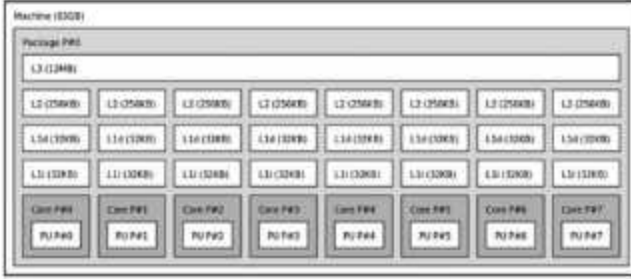 Package P#0
L3 (12MB)
L2 (256KB) L2 (256KB) L2 (256KB) L2 (256KB) L2 (256KB) L2 (256KB) L2 (256KB) L2 (256KB)
L1d (32KB) L1d (32KB) L1d (32KB) L1d (32KB) L1d (32KB) L1d (32KB) L1d (32KB) L1d (32KB)
L1i (32KB) L1i (32KB) L1i (32KB) L1i (32KB) L1i (32KB) L1i (32KB) L1i (32KB) L1i (32KB)
Core P#0 Core P#1 Core P#2 Core P#3 Core P#4 Core P#5 Core P#6 Core P#7
PU P#0 PU P#1 PU P#2 PU P#3 PU P#4 PU P#5 PU P#6 PU P#7